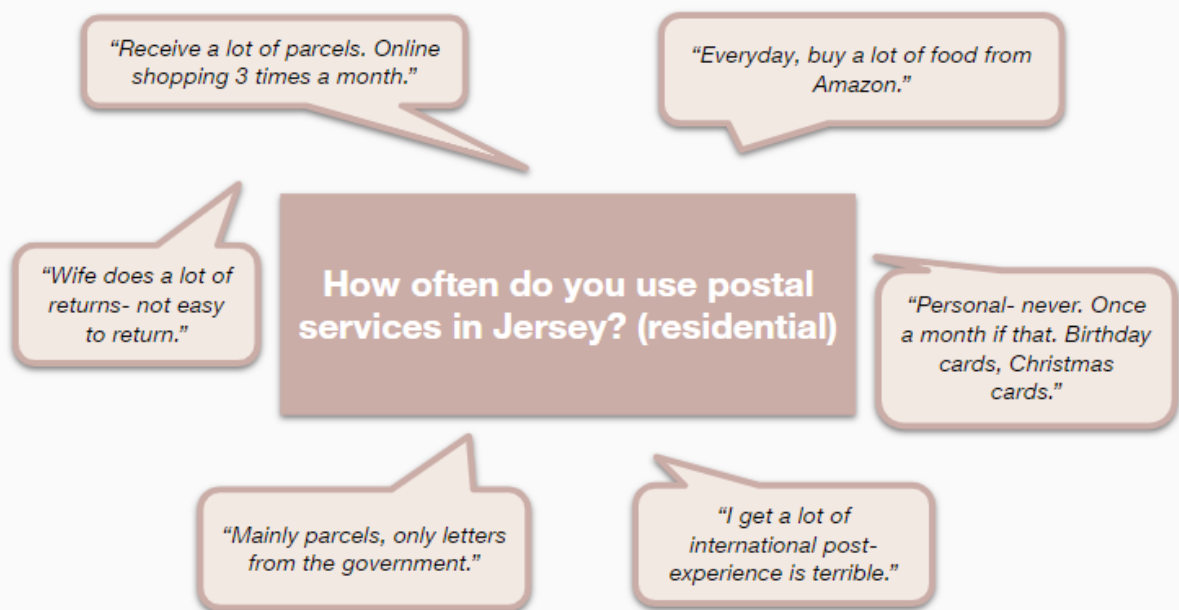 “Receive a lot of parcels. Online
shopping 3 times a month.”
“Everyday, buy a lot of food from
Amazon.”
“Wife does a lot of
returns- not easy
to return.”
How often do you use postal
services in Jersey? (residential)
“Personal- never. Once
a month if that. Birthday
cards, Christmas
cards.”
“Mainly parcels, only letters
from the government.”
“I get a lot of
international post-
experience is terrible.”